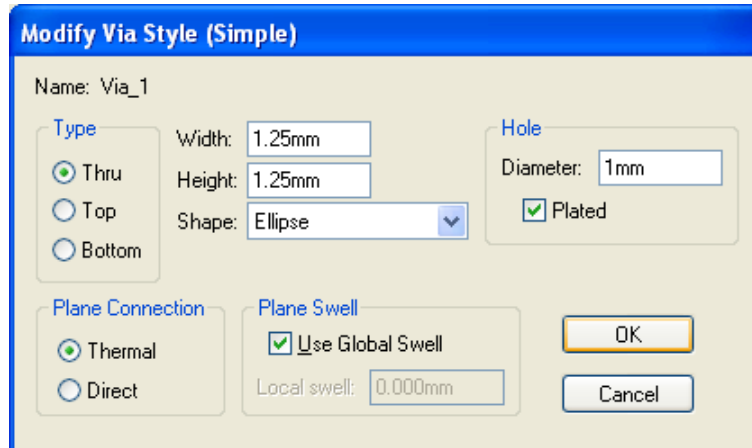 Modify Via Style (Simple)
Name: Via_1
Type
Thru
Top
Bottom
Width: 1.25mm
Height: 1.25mm
Shape: Ellipse
Hole
Diameter: 1mm
Plated
Plane Connection
Thermal
Direct
Plane Swell
Use Global Swell
Local swell: 0.000mm
OK
Cancel